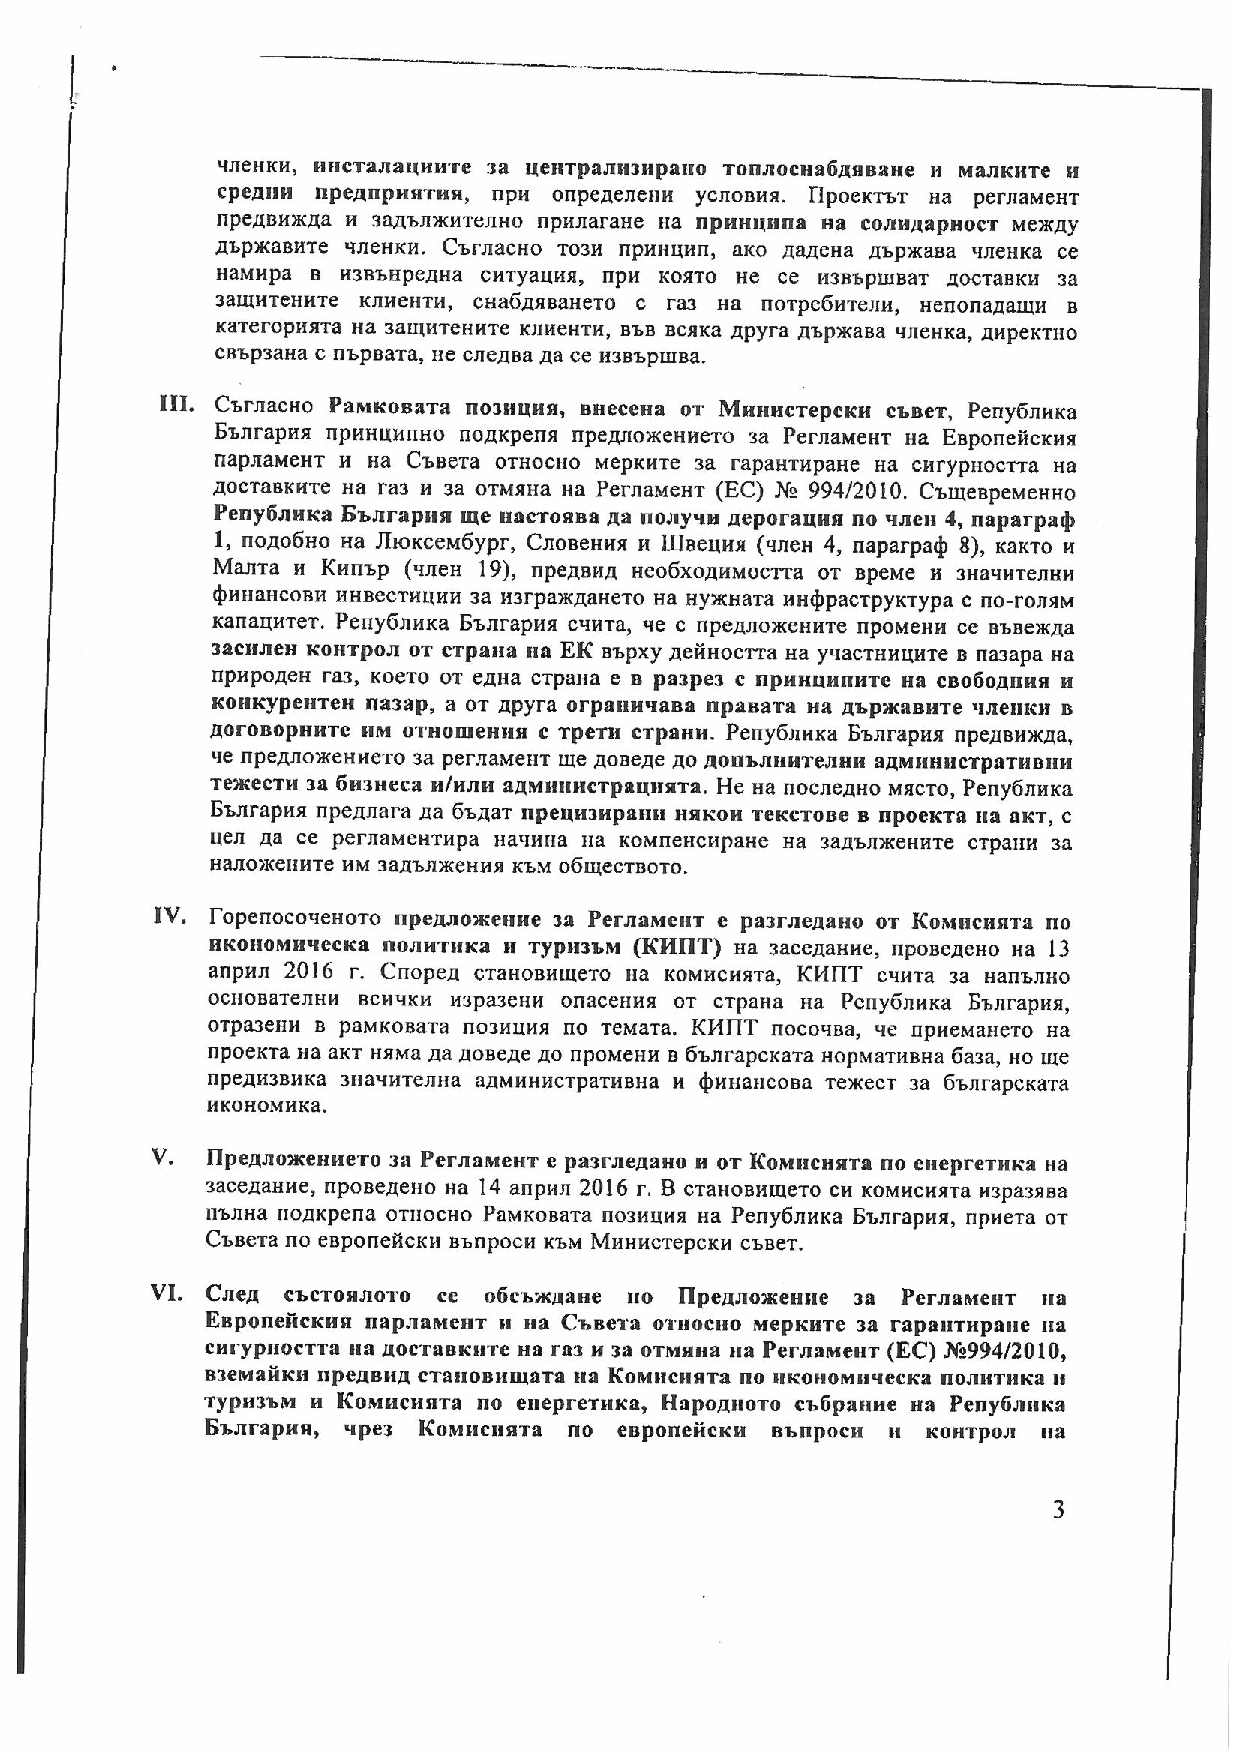 членки, инсталациите за централизирано топлоснабдяване и малките и
средни предприятия, при определени условия. Проектът на регламент
предвижда и задължително прилагане на принципа на солидарност между
държавите членки. Съгласно този принцип, ако дадена държава членка се
намира в извънредна ситуация, при която не се извършват доставки за
защитените клиенти, снабдяването с газ на потребители, непопадащи в
категорията на защитените клиенти, във всяка друга държава членка, директно
свързана с първата, не следва да се извършва.
III. Съгласно Рамковата позиция, внесена от Министерски съвет, Република
България принципно подкрепя предложението за Регламент на Европейския
парламент и на Съвета относно мерките за гарантиране на сигурността на
доставките на газ и за отмяна на Регламент (ЕС) № 994/2010. Същевременно
Република България ще настоява да получи дерогация по член 4, параграф
1, подобно на Люксембург, Словения и Швеция (член 4, параграф 8), както и
Малта и Кипър (член 19), предвид необходимостта от време и значителни
финансови инвестиции за изграждането на нужната инфраструктура с по-голям
капацитет. Република България счита, че с предложените промени се въвежда
засилен контрол от страна на ЕК върху дейността на участниците в пазара на
природен газ, което от една страна е в разрез с принципите на свободния и
конкурентен пазар, а от друга ограничава правата на държавите членки в
договорните им отношения с трети страни. Република България предвижда,
че предложението за регламент ще доведе до допълнителни административни
тежести за бизнеса и/или администрацията. Не на последно място, Република
България предлага да бъдат прецизирани някои текстове в проекта на акт, с
цел да се регламентира начина на компенсиране на задължените страни за
наложените им задължения към обществото.
IV. Горепосоченото предложение за Регламент е разгледано от Комисията по
икономическа политика и туризъм (КИПТ) на заседание, проведено на 13
април 2016 г. Според становището на комисията, КИПТ счита за напълно
основателни всички изразени опасения от страна на Република България,
отразени в рамковата позиция по темата. КИПТ посочва, че приемането на
проекта на акт няма да доведе до промени в българската нормативна база, но ще
предизвика значителна административна и финансова тежест за българската
икономика.
V. Предложението за Регламент е разгледано и от Комисията по енергетика на
заседание, проведено на 14 април 2016 г. В становището си комисията изразява
пълна подкрепа относно Рамковата позиция на Република България, приета от
Съвета по европейски въпроси към Министерски съвет.
VI. След състоялото се обсъждане по Предложение за Регламент на
Европейския парламент и на Съвета относно мерките за гарантиране на
сигурността на доставките на газ и за отмяна на Регламент (ЕС) №994/2010,
вземайки предвид становищата на Комисията по икономическа политика и
туризъм и Комисията по енергетика, Народното събрание на Република
България, чрез Комисията по европейски въпроси и контрол на
3